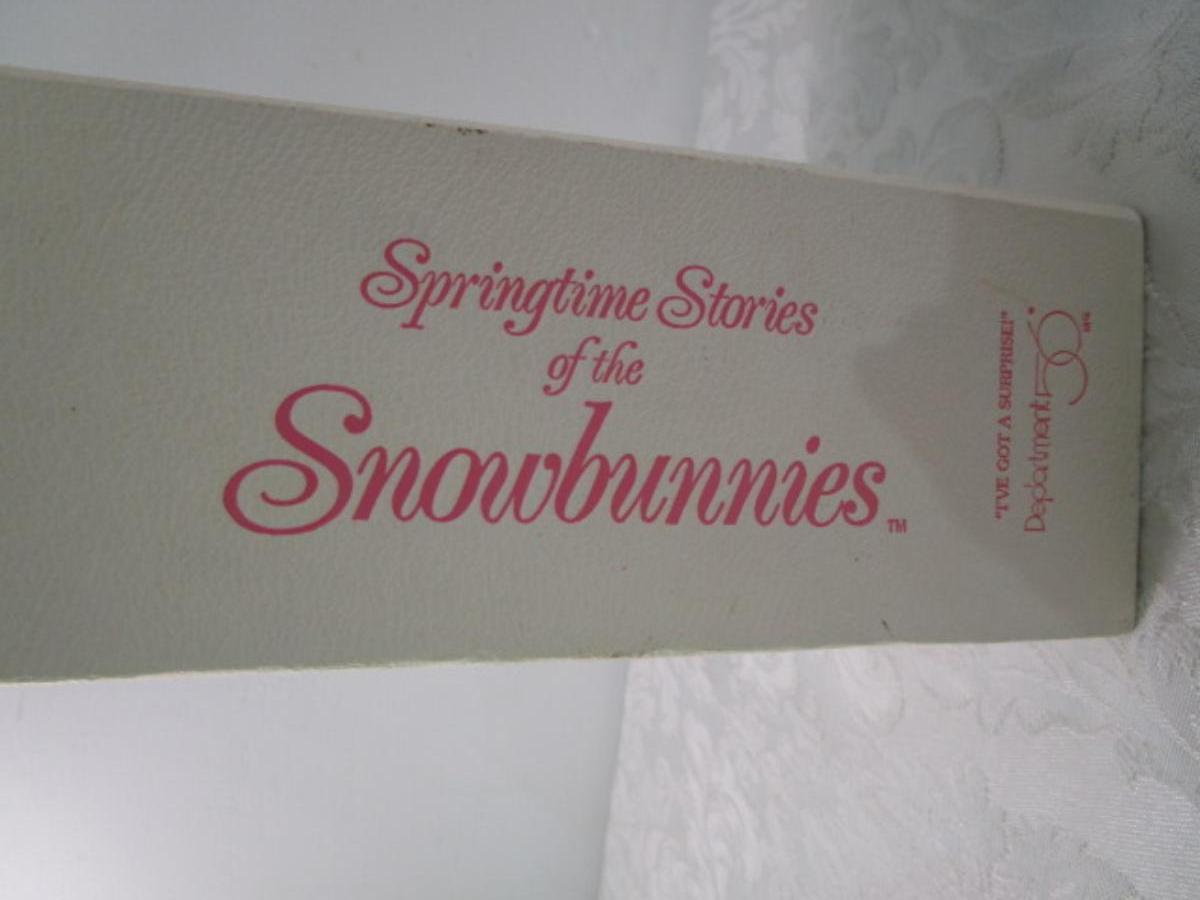 Springtime Stories
of the
Snowbunnies™
"I'VE GOT A SURPRISE!"
Department 56